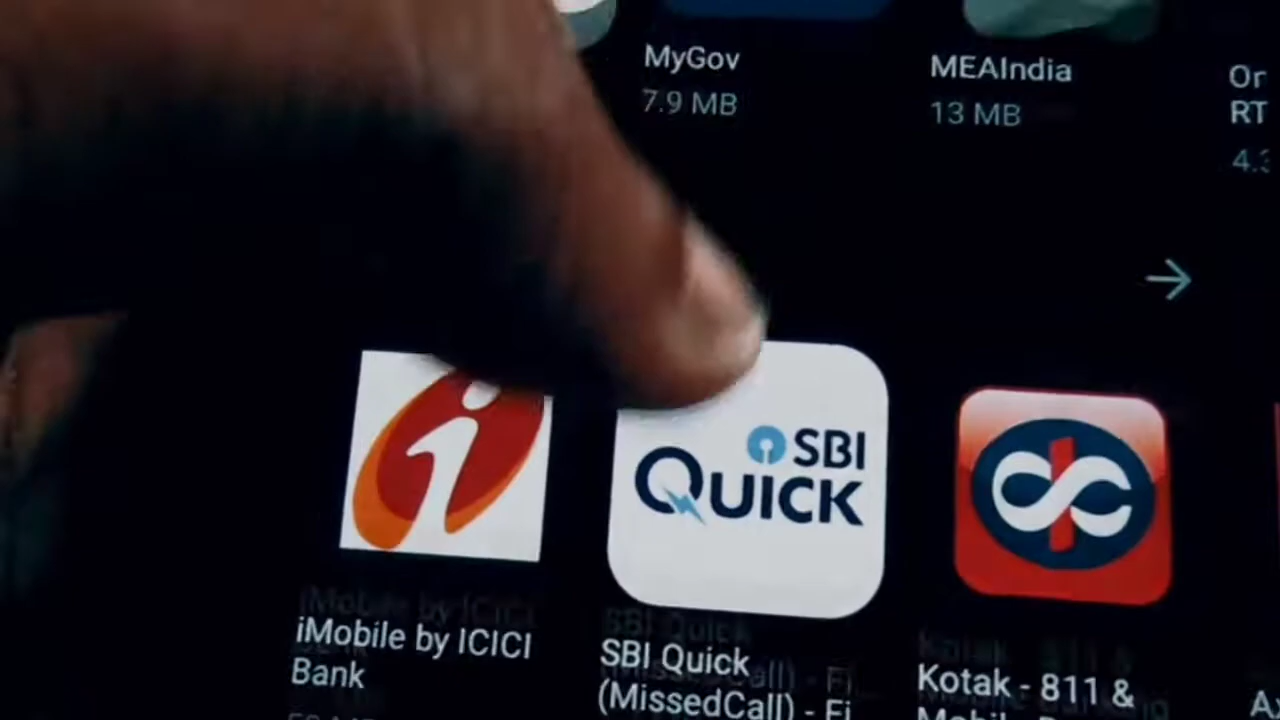 MyGov
7.9 MB
MEAIndia
13 MB
Or
RT
SBI
QUICK
iMobile by ICICI
Bank
SBI Quick
(MissedCall) - Fi
Kotak - 811 &